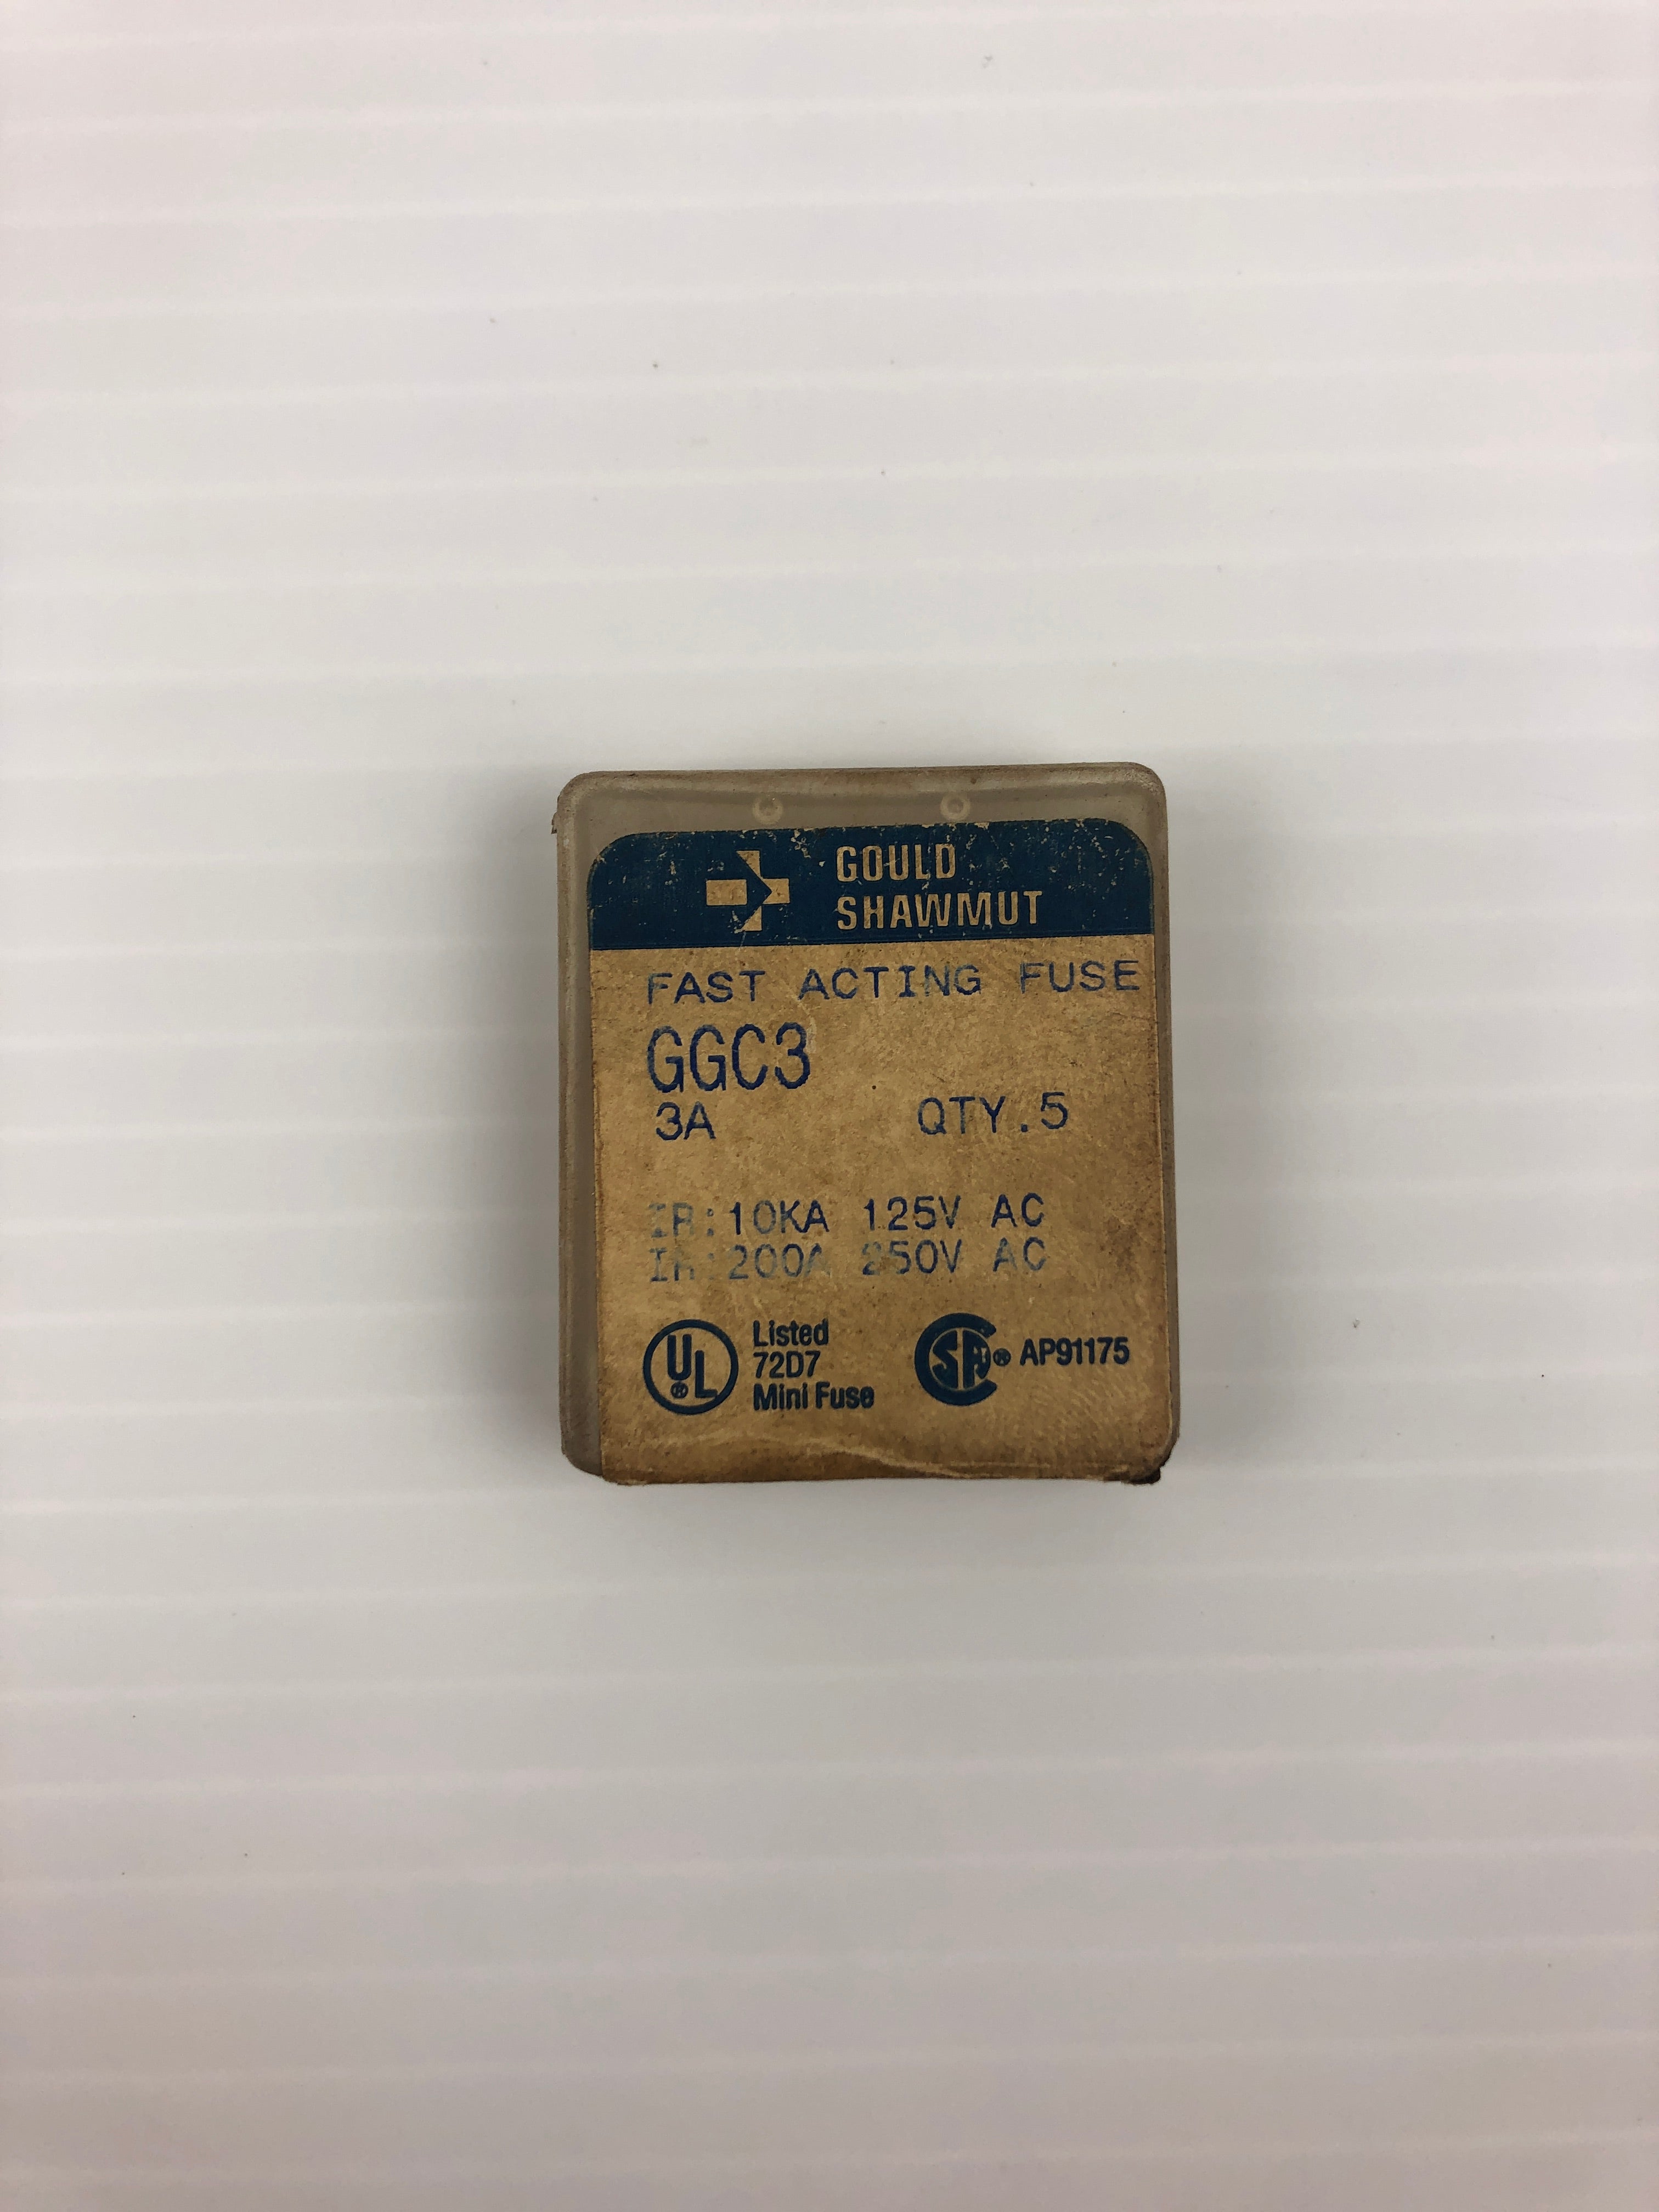 GOULD
SHAWMUT
FAST ACTING FUSE
GGC3
3A QTY.5
IR:10KA 125V AC
IR:200A 250V AC
UL® Listed
72D7
Mini Fuse
CSA® AP91175